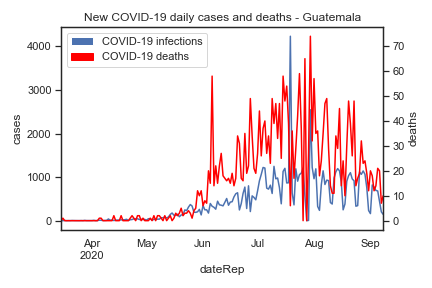 New COVID-19 daily cases and deaths - Guatemala
COVID-19 infections
COVID-19 deaths
4000
3000
2000
1000
0
cases
70
60
50
40
30
20
10
0
deaths
Apr
2020
May
Jun
Jul
Aug
Sep
dateRep